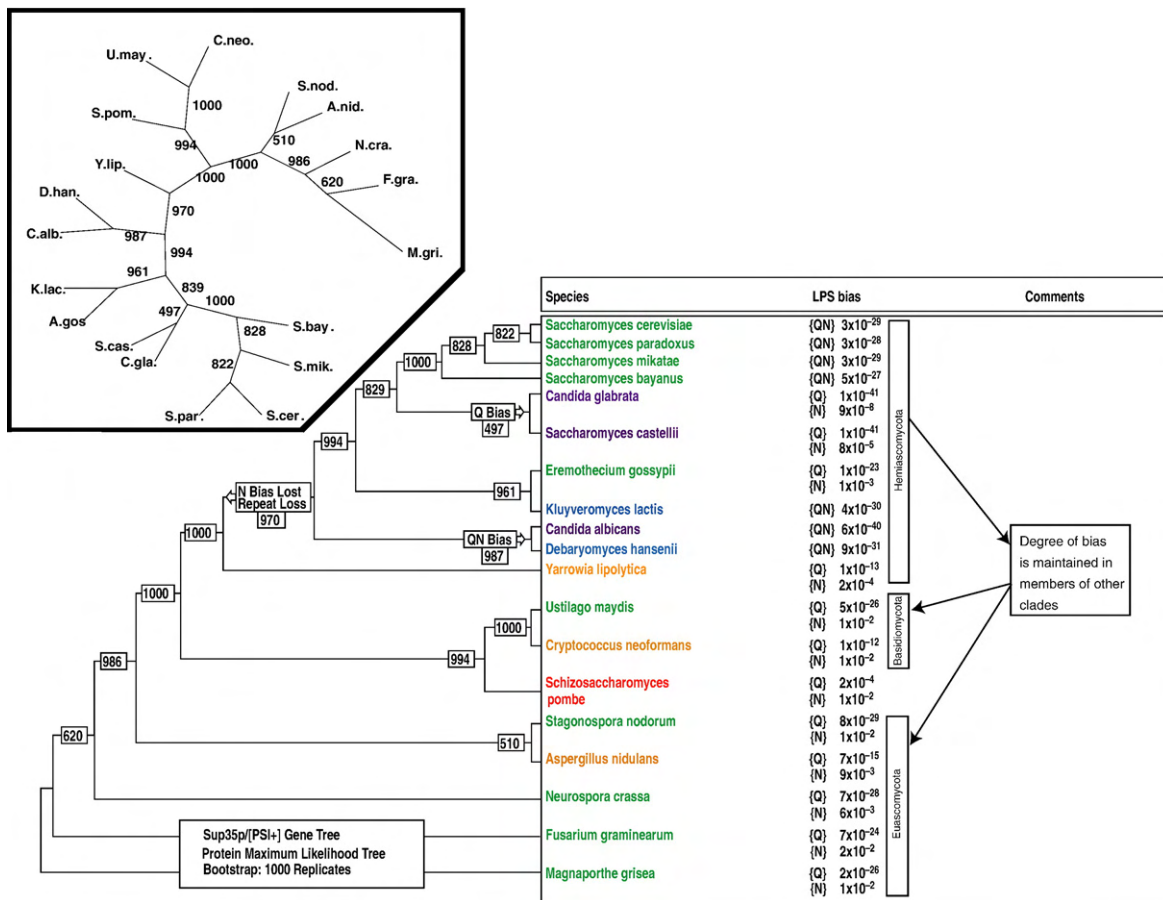 C.neo.
U.may.
S.nod.
1000
A.nid.
S.pom.
510
994
N.cra.
1000
986
Y.lip.
1000
620
F.gra.
D.han.
970
C.alb.
987
M.gri.
994
961
K.lac.
839
1000
A.gos
497
S.bay.
828
S.cas.
C.gla.
822
S.mik.
S.par.
S.cer.
Species LPS bias Comments
822 Saccharomyces cerevisiae {QN} 3x10⁻²⁹
828 Saccharomyces paradoxus {QN} 3x10⁻²⁸
1000 Saccharomyces mikatae {QN} 3x10⁻²⁹
Saccharomyces bayanus {QN} 5x10⁻²⁷
829 Q Bias Candida glabrata {Q} 1x10⁻⁴¹
497 {N} 9x10⁻⁸
994 Saccharomyces castellii {Q} 1x10⁻⁴¹
{N} 8x10⁻⁵
Eremothecium gossypii {Q} 1x10⁻²³
961 {N} 1x10⁻³
N Bias Lost
Repeat Loss
970
Kluyveromyces lactis {QN} 4x10⁻³⁰
1000 QN Bias Candida albicans {QN} 6x10⁻⁴⁰
987 Debaryomyces hansenii {QN} 9x10⁻³¹
Yarrowia lipolytica {Q} 1x10⁻¹³
{N} 2x10⁻⁴
Hemiascomycota
Degree of bias
is maintained in
members of other
clades
1000 Ustilago maydis {Q} 5x10⁻²⁶
1000 {N} 1x10⁻²
Cryptococcus neoformans {Q} 1x10⁻¹²
994 {N} 1x10⁻²
Basidiomycota
986 Schizosaccharomyces {Q} 2x10⁻⁴
pombe {N} 1x10⁻²
620 Stagonospora nodorum {Q} 8x10⁻²⁹
510 {N} 1x10⁻²
Aspergillus nidulans {Q} 7x10⁻¹⁵
{N} 9x10⁻³
Neurospora crassa {Q} 7x10⁻²⁸
{N} 6x10⁻³
Fusarium graminearum {Q} 7x10⁻²⁴
{N} 2x10⁻²
Magnaporthe grisea {Q} 2x10⁻²⁶
{N} 1x10⁻²
Euascomycota
Sup35p/[PSI+] Gene Tree
Protein Maximum Likelihood Tree
Bootstrap: 1000 Replicates